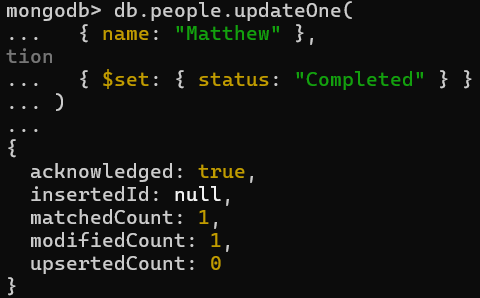 mongodb> db.people.updateOne(
...   { name: "Matthew" },
tion
...   { $set: { status: "Completed" } }
... )
...
{
  acknowledged: true,
  insertedId: null,
  matchedCount: 1,
  modifiedCount: 1,
  upsertedCount: 0
}